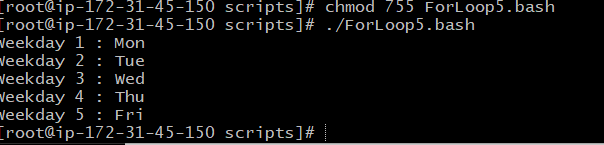 [root@ip-172-31-45-150 scripts]# chmod 755 ForLoop5.bash
[root@ip-172-31-45-150 scripts]# ./ForLoop5.bash
Weekday 1 : Mon
Weekday 2 : Tue
Weekday 3 : Wed
Weekday 4 : Thu
Weekday 5 : Fri
[root@ip-172-31-45-150 scripts]#